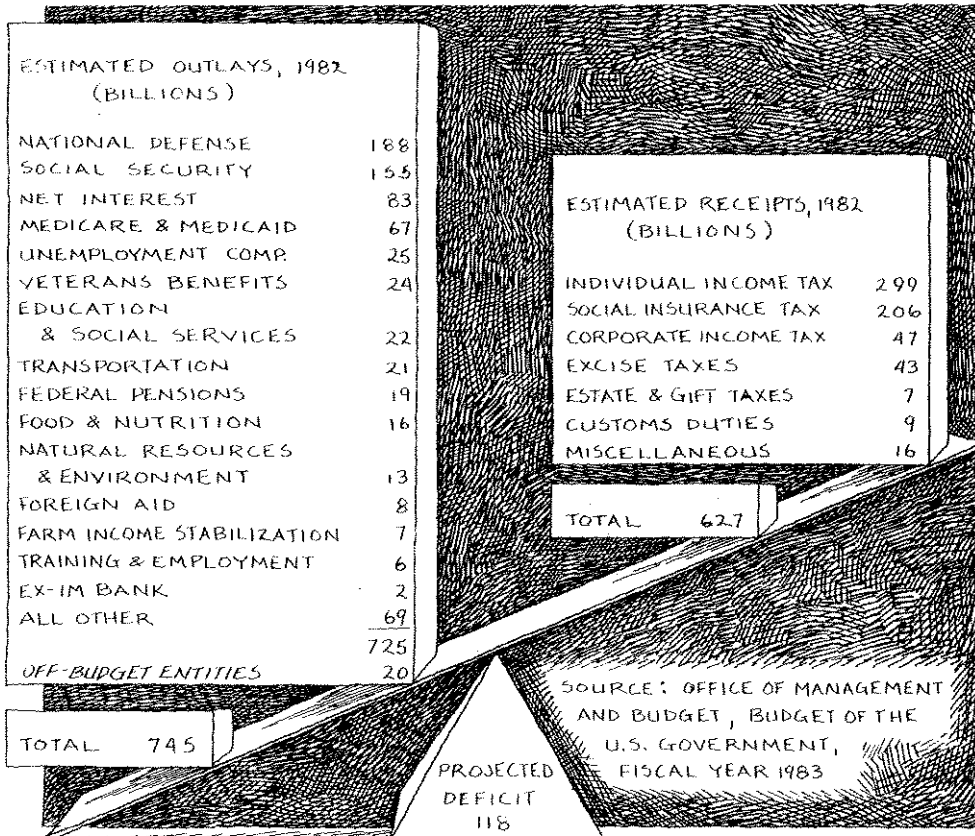 ESTIMATED OUTLAYS, 1982
(BILLIONS)
NATIONAL DEFENSE 188
SOCIAL SECURITY 155
NET INTEREST 83
MEDICARE & MEDICAID 67
UNEMPLOYMENT COMP. 25
VETERANS BENEFITS 24
EDUCATION
& SOCIAL SERVICES 22
TRANSPORTATION 21
FEDERAL PENSIONS 19
FOOD & NUTRITION 16
NATURAL RESOURCES
& ENVIRONMENT 13
FOREIGN AID 8
FARM INCOME STABILIZATION 7
TRAINING & EMPLOYMENT 6
EX-IM BANK 2
ALL OTHER 69
725
OFF-BUDGET ENTITIES 20
TOTAL 745
ESTIMATED RECEIPTS, 1982
(BILLIONS)
INDIVIDUAL INCOME TAX 299
SOCIAL INSURANCE TAX 206
CORPORATE INCOME TAX 47
EXCISE TAXES 43
ESTATE & GIFT TAXES 7
CUSTOMS DUTIES 9
MISCELLANEOUS 16
TOTAL 627
PROJECTED
DEFICIT
118
SOURCE: OFFICE OF MANAGEMENT
AND BUDGET, BUDGET OF THE
U.S. GOVERNMENT,
FISCAL YEAR 1983